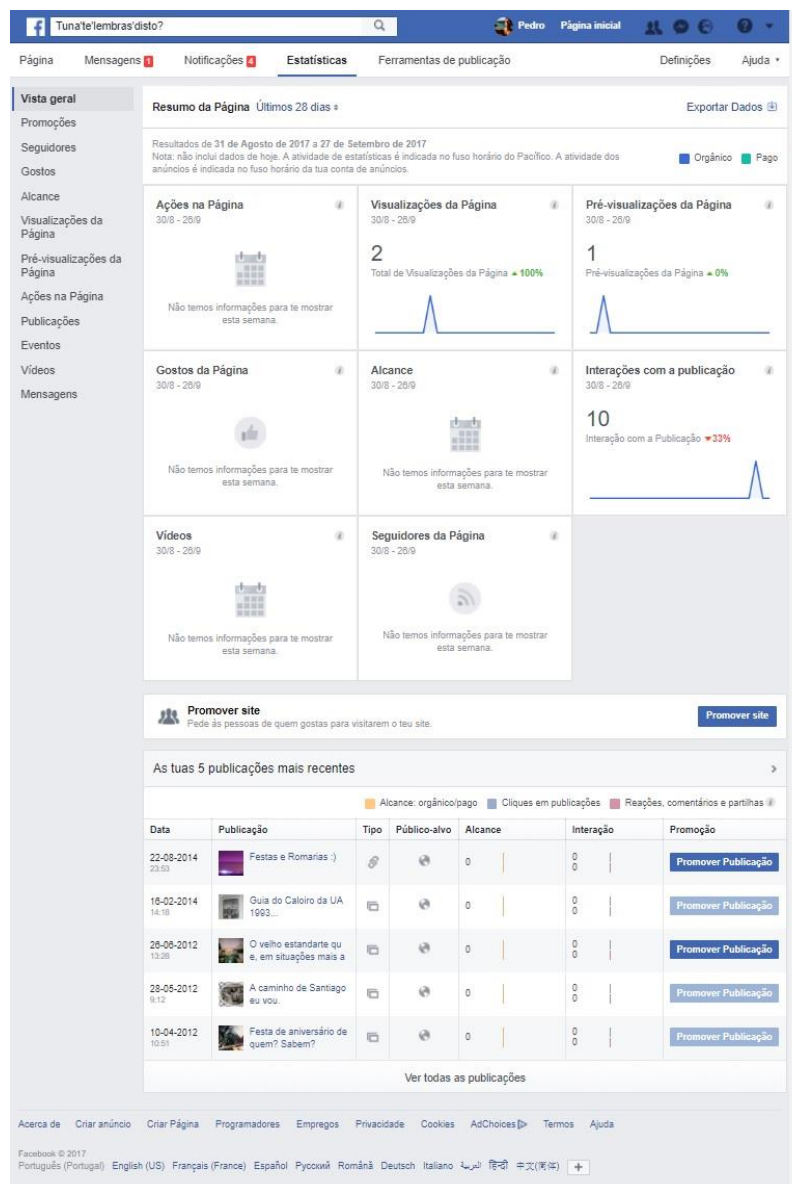 Tuna'te'lembras'disto?
Pedro Página inicial
Página Mensagens 1 Notificações 4 Estatísticas Ferramentas de publicação Definições Ajuda
Vista geral
Promoções
Seguidores
Gostos
Alcance
Visualizações da
Página
Pré-visualizações da
Página
Ações na Página
Publicações
Eventos
Vídeos
Mensagens
Resumo da Página Últimos 28 dias
Exportar Dados
Resultados de 31 de Agosto de 2017 a 27 de Setembro de 2017
Nota: não inclui dados de hoje. A atividade de estatísticas é indicada no fuso horário do Pacífico. A atividade dos
anúncios é indicada no fuso horário da tua conta de anúncios.
Orgânico Pago
Ações na Página
30/8 - 26/9
Não temos informações para te mostrar
esta semana.
Visualizações da Página
30/8 - 26/9
2
Total de Visualizações da Página 100%
Pré-visualizações da Página
30/8 - 26/9
1
Pré-visualizações da Página 0%
Gostos da Página
30/8 - 26/9
Não temos informações para te mostrar
esta semana.
Alcance
30/8 - 26/9
Não temos informações para te mostrar
esta semana.
Interações com a publicação
30/8 - 26/9
10
Interação com a Publicação 33%
Vídeos
30/8 - 26/9
Não temos informações para te mostrar
esta semana.
Seguidores da Página
30/8 - 26/9
Não temos informações para te mostrar
esta semana.
Promover site
Pede às pessoas de quem gostas para visitarem o teu site.
Promover site
As tuas 5 publicações mais recentes
Alcance: orgânico/pago Cliques em publicações Reações, comentários e partilhas
Data Publicação Tipo Público-alvo Alcance Interação Promoção
22-08-2014
23:53
Festas e Romarias :)
0
0
0
Promover Publicação
16-02-2014
14:18
Guia do Caloiro da UA
1993...
0
0
0
Promover Publicação
26-06-2012
13:26
O velho estandarte qu
e, em situações mais a
0
0
0
Promover Publicação
28-05-2012
9:12
A caminho de Santiago
eu vou.
0
0
0
Promover Publicação
10-04-2012
10:51
Festa de aniversário de
quem? Sabem?
0
0
0
Promover Publicação
Ver todas as publicações
Acerca de Criar anúncio Criar Página Programadores Empregos Privacidade Cookies AdChoices Termos Ajuda
Facebook © 2017
Português (Portugal) English (US) Français (France) Español Русский Română Deutsch Italiano العربية हिन्दी 中文(简体) +